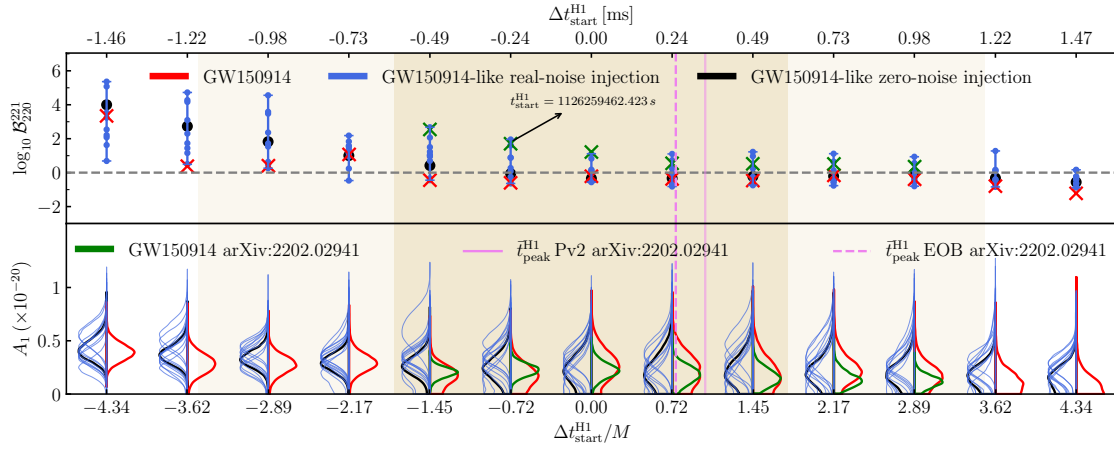 Δt_start^H1 [ms]
−1.46 −1.22 −0.98 −0.73 −0.49 −0.24 0.00 0.24 0.49 0.73 0.98 1.22 1.47
GW150914 GW150914-like real-noise injection GW150914-like zero-noise injection
t_start^H1 = 1126259462.423 s
log₁₀ B_220^221
6
4
2
0
−2
GW150914 arXiv:2202.02941 t̄_peak^H1 Pv2 arXiv:2202.02941 t̄_peak^H1 EOB arXiv:2202.02941
A₁ (×10⁻²⁰)
1
0.5
0
−4.34 −3.62 −2.89 −2.17 −1.45 −0.72 0.00 0.72 1.45 2.17 2.89 3.62 4.34
Δt_start^H1/M